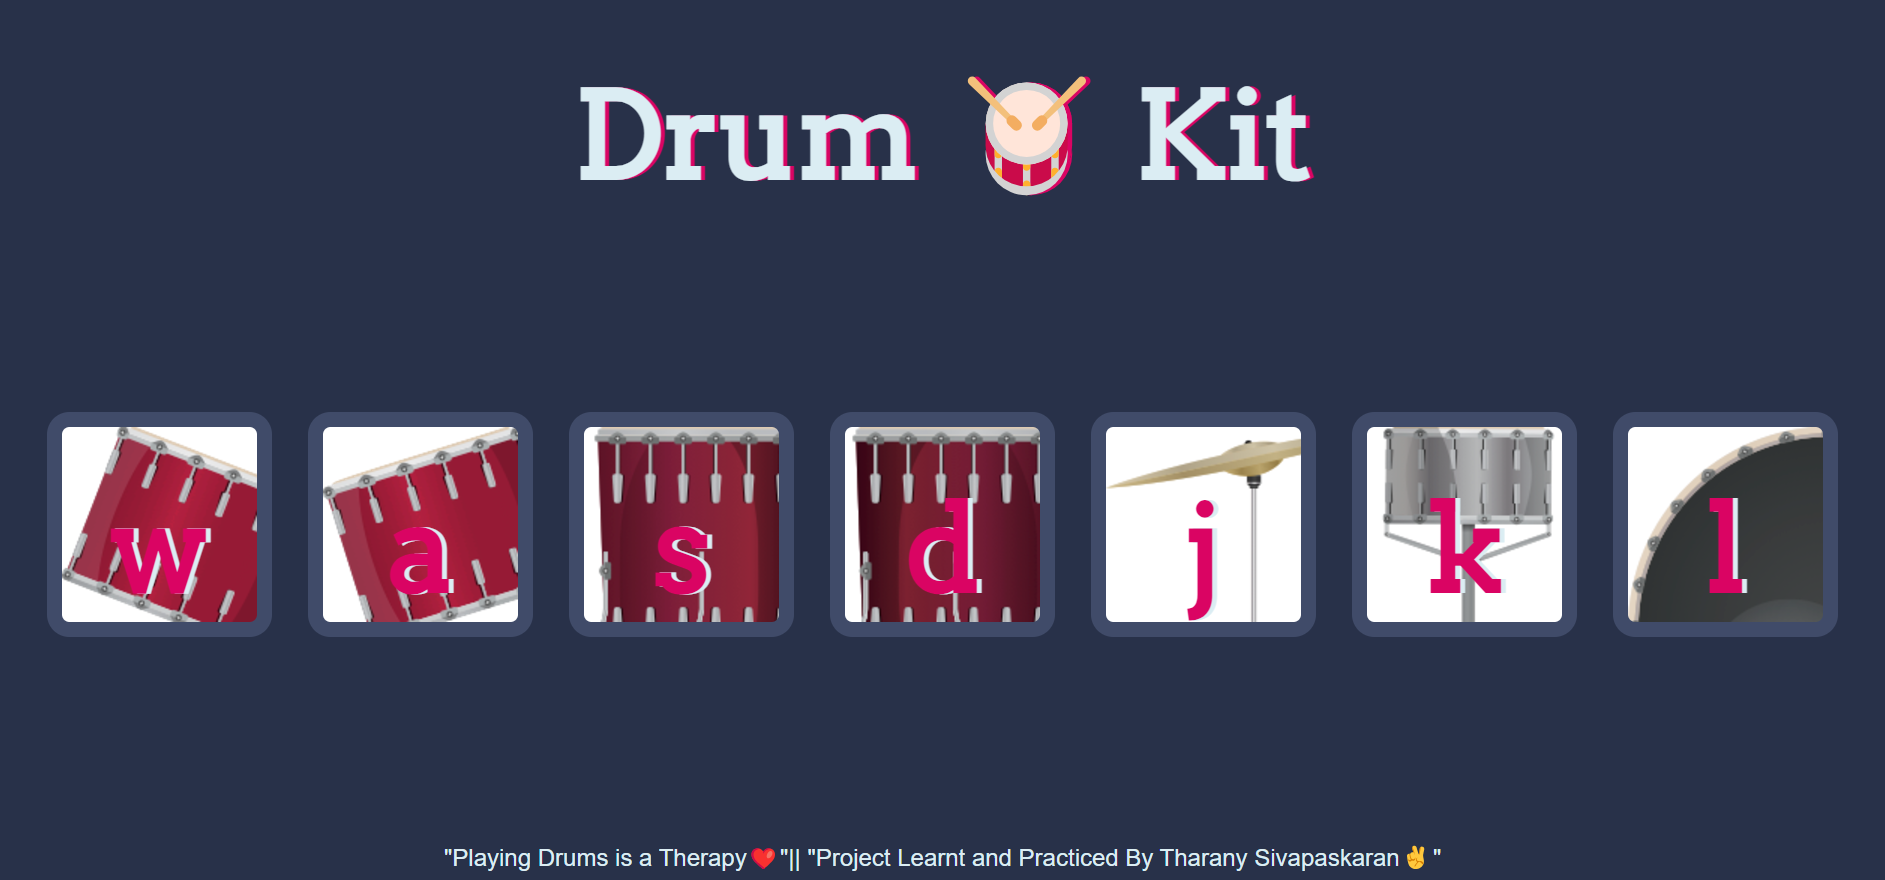 Drum 🥁 Kit
w a s d j k l
"Playing Drums is a Therapy❤️"|| "Project Learnt and Practiced By Tharany Sivapaskaran✌️"